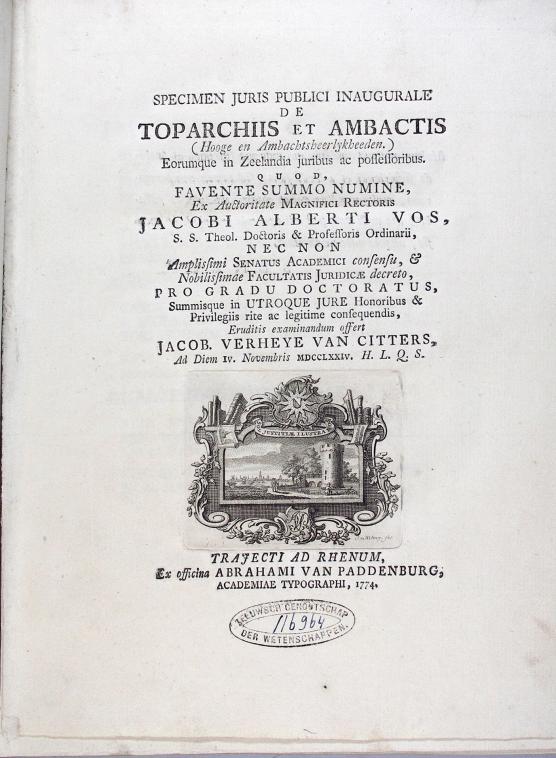 SPECIMEN JURIS PUBLICI INAUGURALE
DE
TOPARCHIIS ET AMBACTIS
(Hooge en Ambachtsheerlykheeden.)
Eorumque in Zeelandia juribus ac possessoribus.
QUOD,
FAVENTE SUMMO NUMINE,
Ex Auctoritate MAGNIFICI RECTORIS
JACOBI ALBERTI VOS,
S. S. Theol. Doctoris & Professoris Ordinarii,
NEC NON
Amplissimi SENATUS ACADEMICI consensu, &
Nobilissimae FACULTATIS JURIDICÆ decreto,
PRO GRADU DOCTORATUS,
Summisque in UTROQUE JURE Honoribus &
Privilegiis rite ac legitime consequendis,
Eruditis examinandum offert
JACOB. VERHEYE VAN CITTERS,
Ad Diem IV. Novembris MDCCLXXIV. H. L. Q. S.
JUSTITIÆ ILUSTRA
TRAJECTI AD RHENUM,
Ex officina ABRAHAMI VAN PADDENBURG,
ACADEMIAE TYPOGRAPHI, 1774.
ZEEUWSCH GENOOTSCHAP
116964
DER WETENSCHAPPEN.